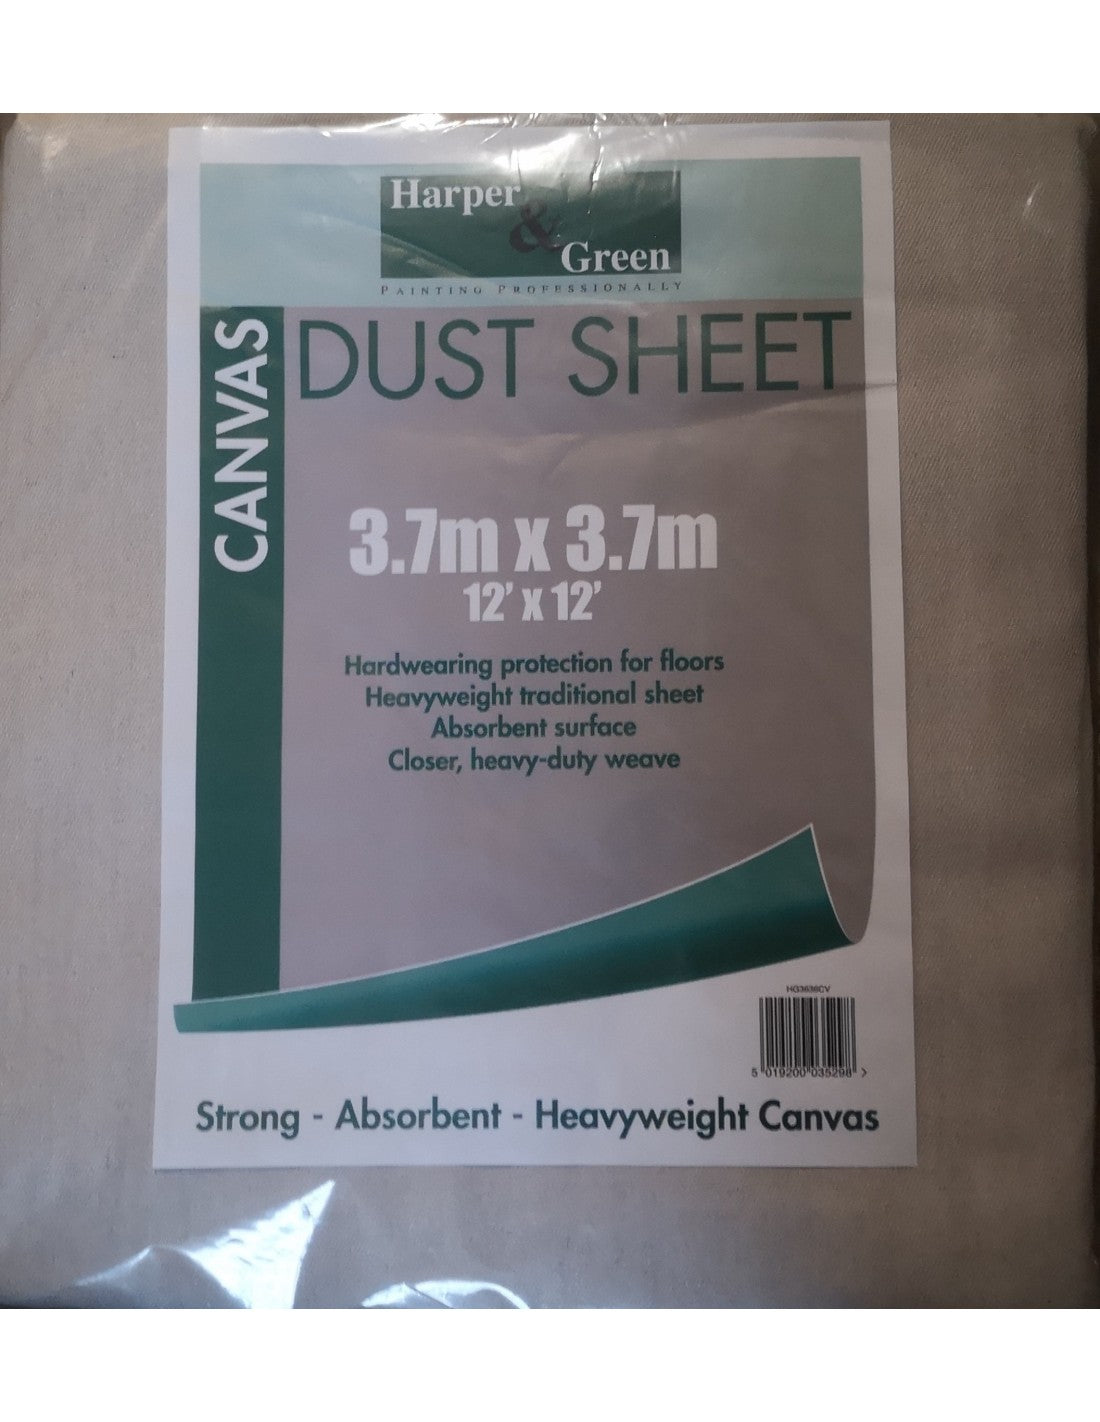 Harper
&
Green
PAINTING PROFESSIONALLY
CANVAS
DUST SHEET
3.7m x 3.7m
12' x 12'
Hardwearing protection for floors
Heavyweight traditional sheet
Absorbent surface
Closer, heavy-duty weave
HG3636CV
5 019200 035298 >
Strong - Absorbent - Heavyweight Canvas